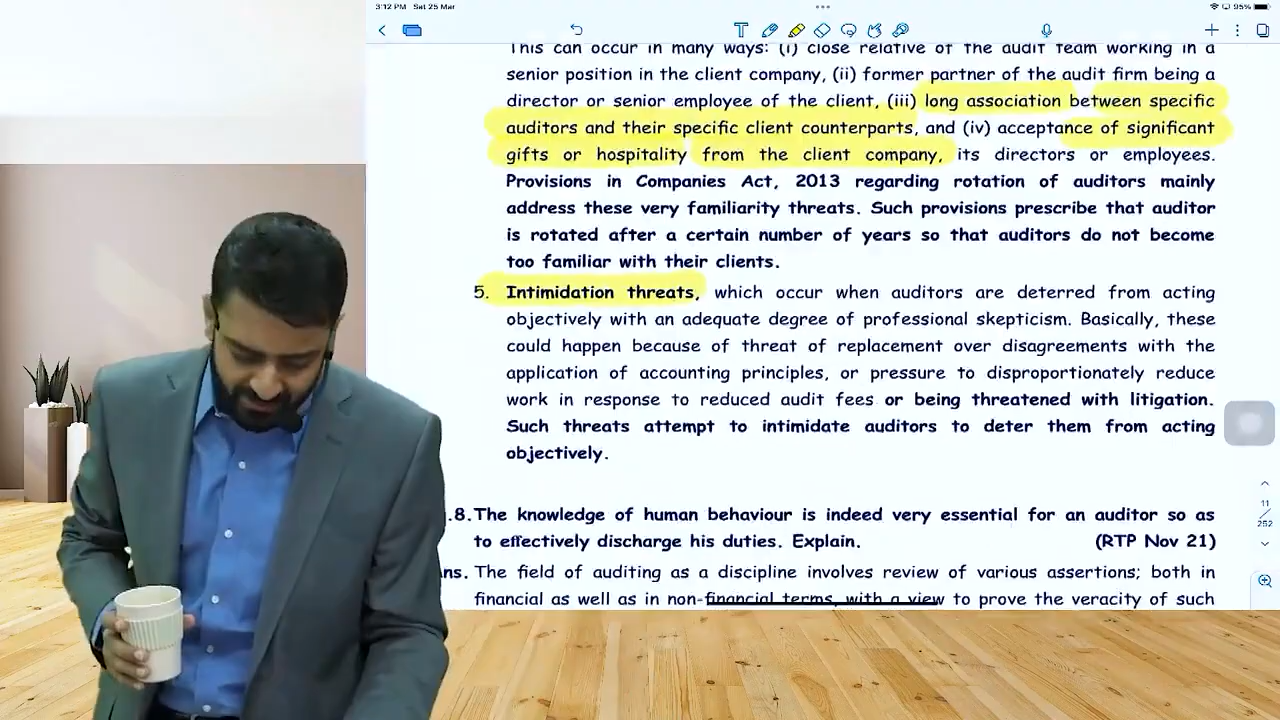 3:12 PM Sat 25 Mar
95%
This can occur in many ways: (i) close relative of the audit team working in a
senior position in the client company, (ii) former partner of the audit firm being a
director or senior employee of the client, (iii) long association between specific
auditors and their specific client counterparts, and (iv) acceptance of significant
gifts or hospitality from the client company, its directors or employees.
Provisions in Companies Act, 2013 regarding rotation of auditors mainly
address these very familiarity threats. Such provisions prescribe that auditor
is rotated after a certain number of years so that auditors do not become
too familiar with their clients.
5. Intimidation threats, which occur when auditors are deterred from acting
objectively with an adequate degree of professional skepticism. Basically, these
could happen because of threat of replacement over disagreements with the
application of accounting principles, or pressure to disproportionately reduce
work in response to reduced audit fees or being threatened with litigation.
Such threats attempt to intimidate auditors to deter them from acting
objectively.
.8. The knowledge of human behaviour is indeed very essential for an auditor so as
to effectively discharge his duties. Explain. (RTP Nov 21)
ns. The field of auditing as a discipline involves review of various assertions; both in
financial as well as in non-financial terms, with a view to prove the veracity of such
11
252